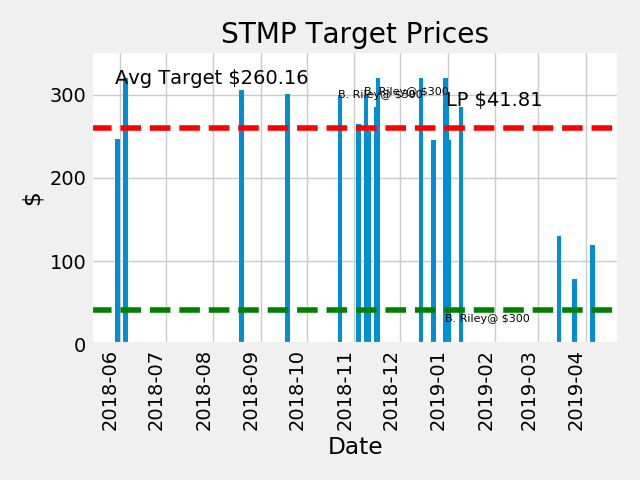 STMP Target Prices
Avg Target $260.16
B. Riley@ $300
B. Riley@ $300
LP $41.81
300
200
100
0
$
B. Riley@ $300
2018-06
2018-07
2018-08
2018-09
2018-10
2018-11
2018-12
2019-01
2019-02
2019-03
2019-04
Date